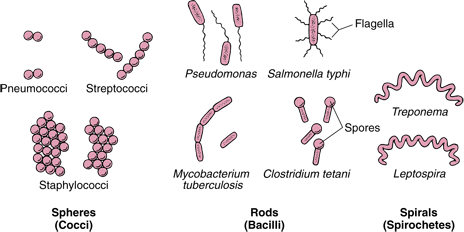 Pneumococci
Streptococci
Staphylococci
Spheres
(Cocci)
Pseudomonas
Salmonella typhi
Flagella
Mycobacterium
tuberculosis
Clostridium tetani
Spores
Rods
(Bacilli)
Treponema
Leptospira
Spirals
(Spirochetes)